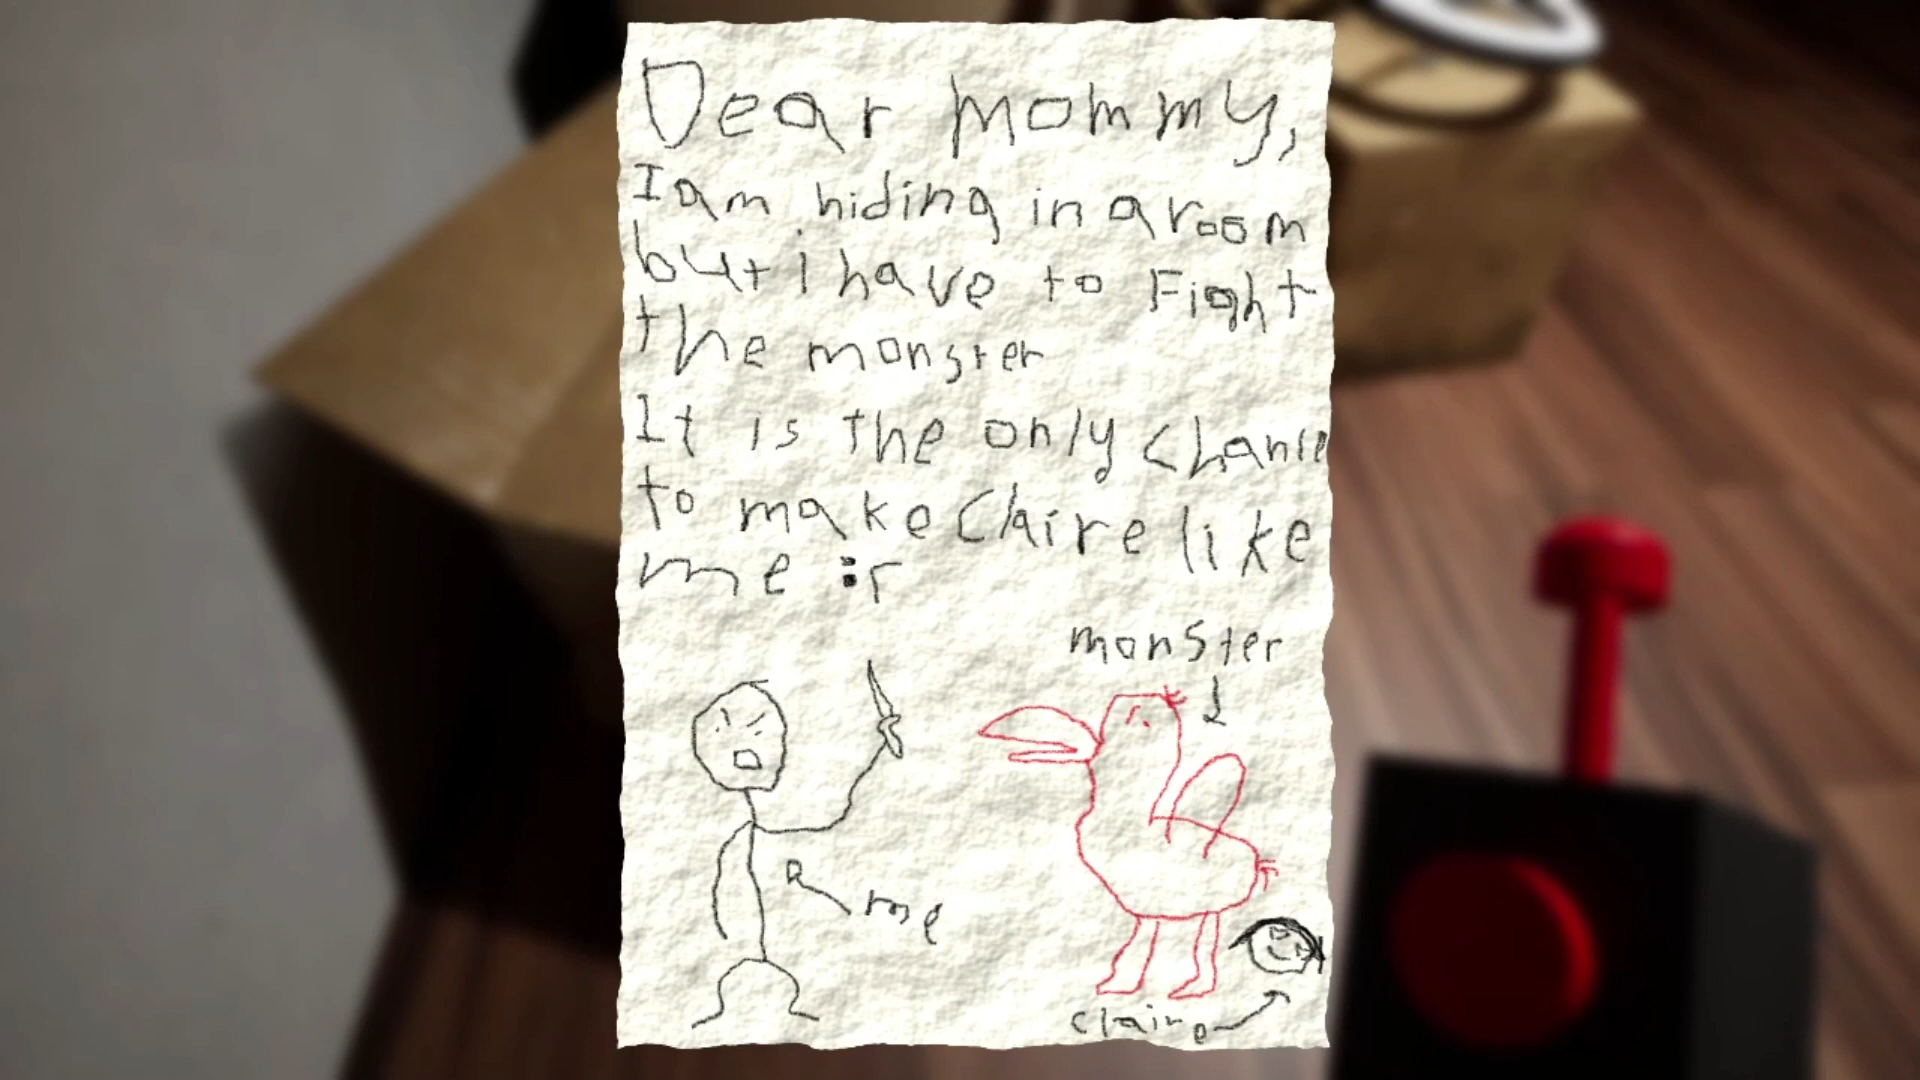 Dear Mommy,
I am hiding in a room
but i have to Fight
the monster
It is the only chance
to make Claire like
me :r
monster
me
claire